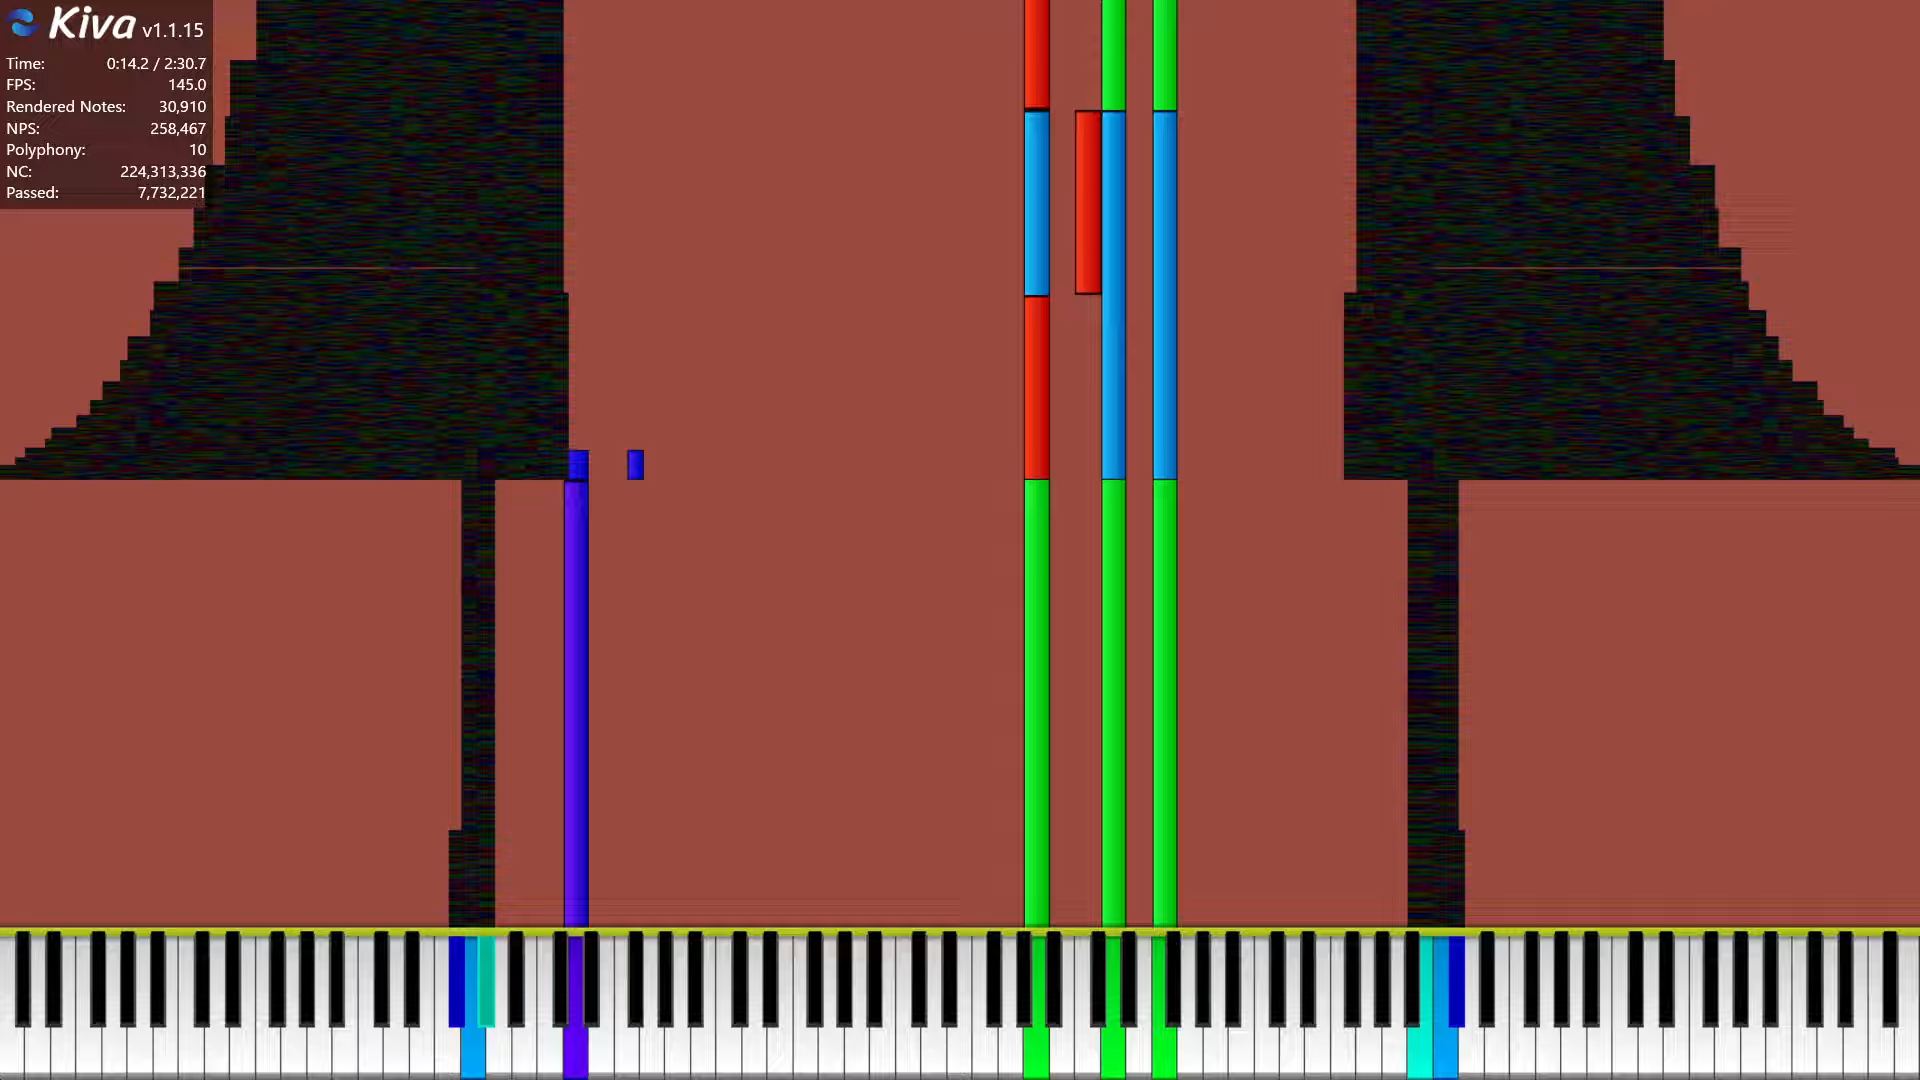 Kiva v1.1.15
Time: 0:14.2 / 2:30.7
FPS: 145.0
Rendered Notes: 30,910
NPS: 258,467
Polyphony: 10
NC: 224,313,336
Passed: 7,732,221